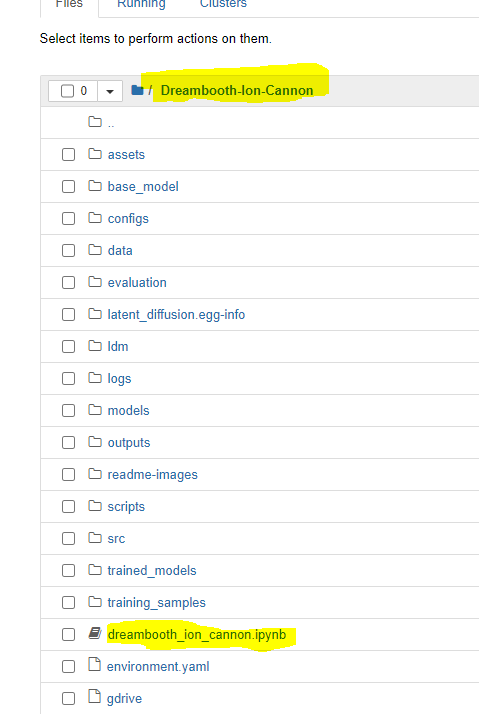 Files Running Clusters
Select items to perform actions on them.
0 / Dreambooth-Ion-Cannon
..
assets
base_model
configs
data
evaluation
latent_diffusion.egg-info
ldm
logs
models
outputs
readme-images
scripts
src
trained_models
training_samples
dreambooth_ion_cannon.ipynb
environment.yaml
gdrive